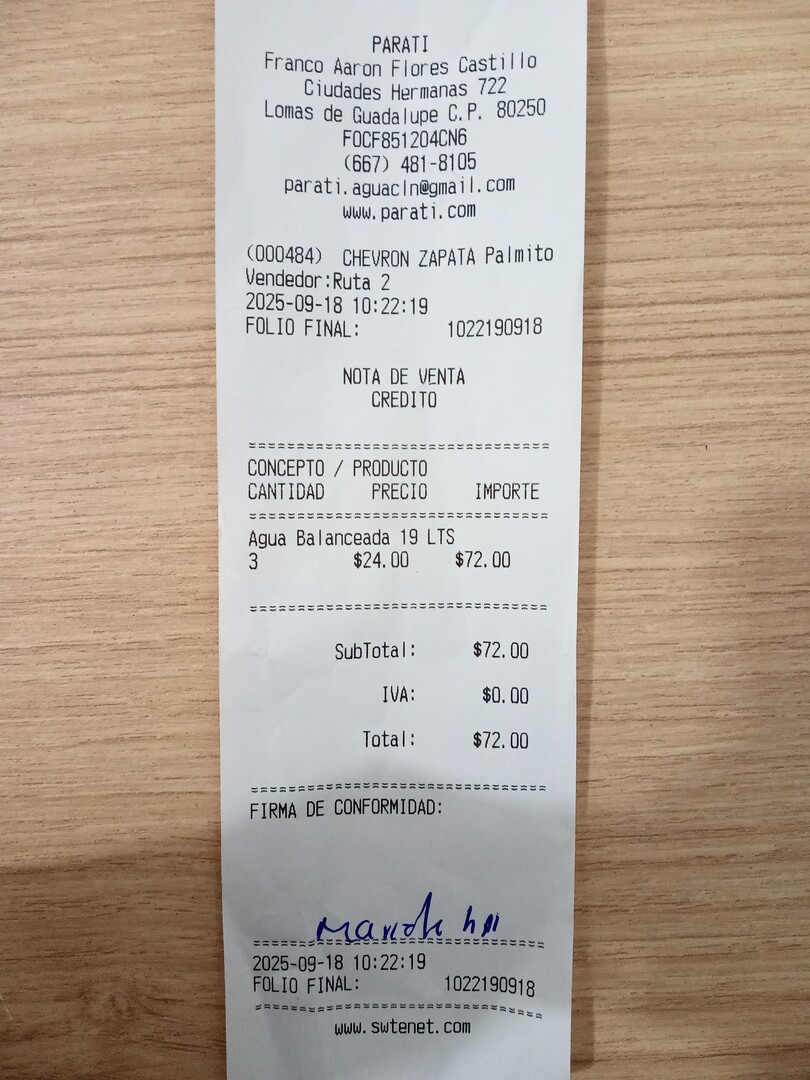 PARATI
Franco Aaron Flores Castillo
Ciudades Hermanas 722
Lomas de Guadalupe C.P. 80250
FOCF851204CN6
(667) 481-8105
parati.aguacln@gmail.com
www.parati.com
(000484) CHEVRON ZAPATA Palmito
Vendedor:Ruta 2
2025-09-18 10:22:19
FOLIO FINAL: 1022190918
NOTA DE VENTA
CREDITO
CONCEPTO / PRODUCTO
CANTIDAD PRECIO IMPORTE
Agua Balanceada 19 LTS
3 $24.00 $72.00
SubTotal: $72.00
IVA: $0.00
Total: $72.00
FIRMA DE CONFORMIDAD:
2025-09-18 10:22:19
FOLIO FINAL: 1022190918
www.swtenet.com